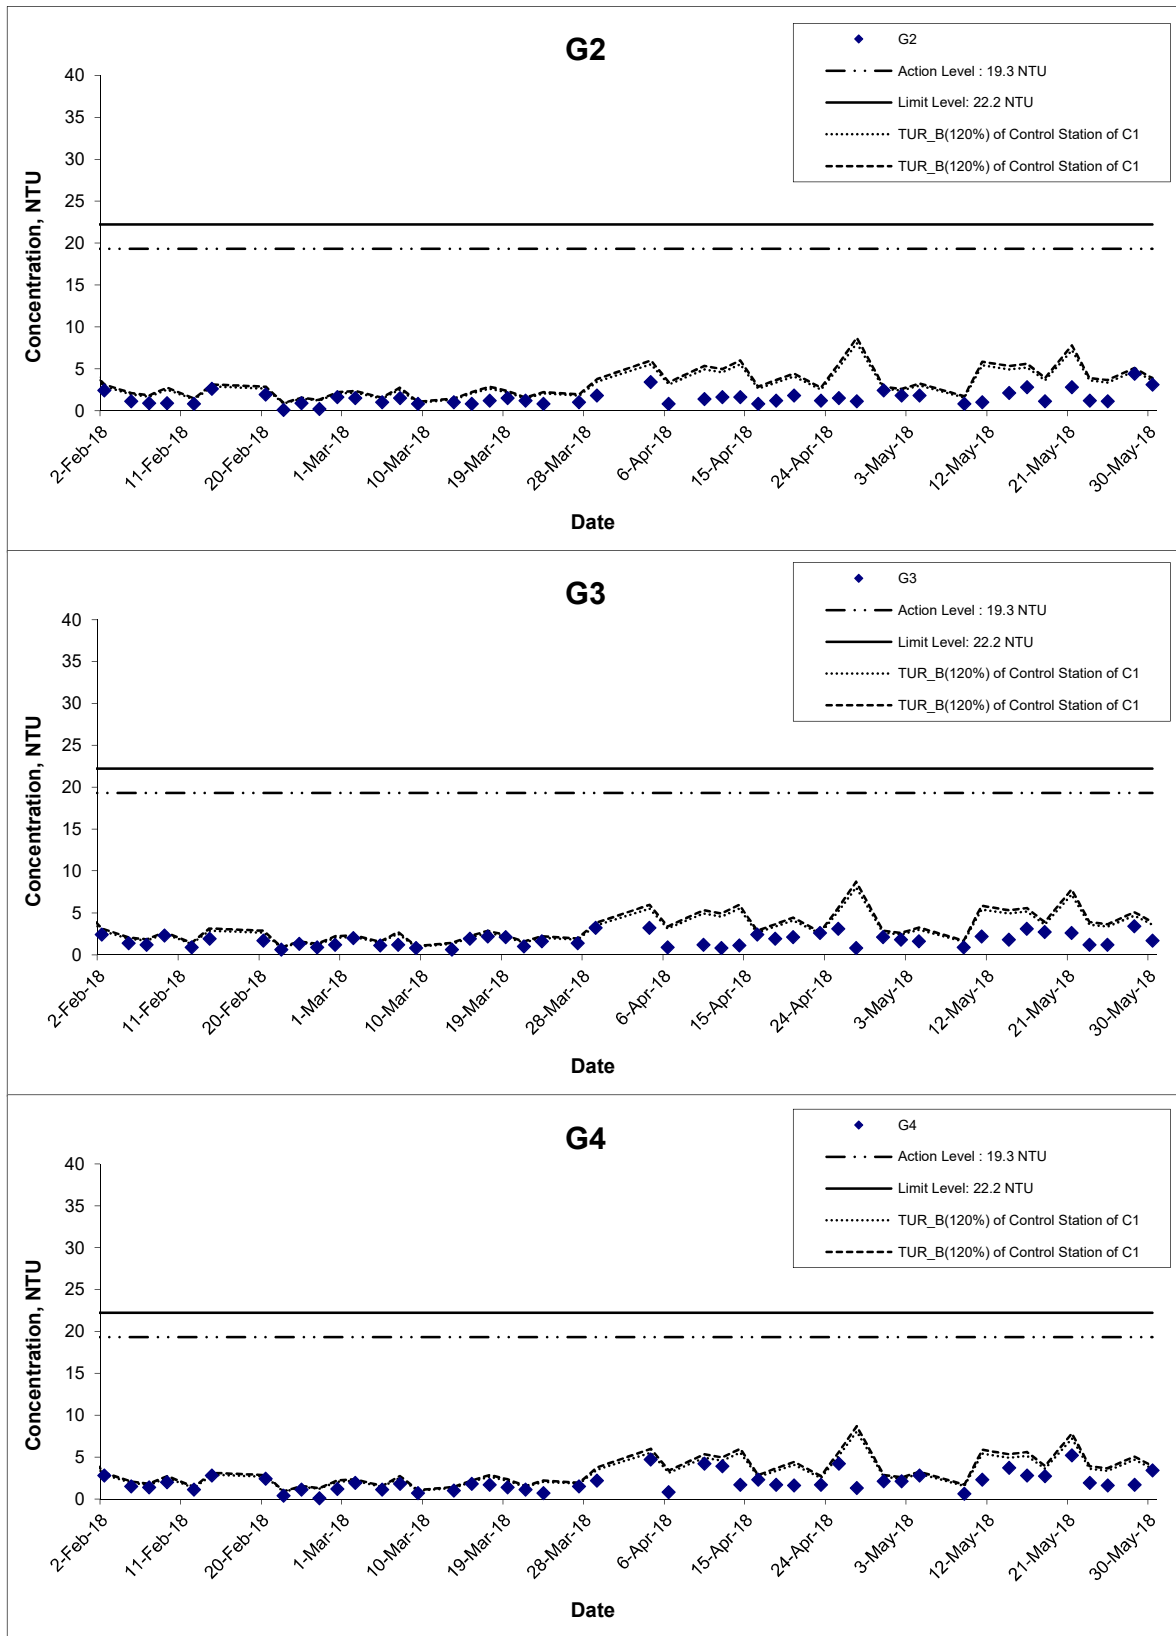 G2
G2
Action Level : 19.3 NTU
Limit Level: 22.2 NTU
TUR_B(120%) of Control Station of C1
TUR_B(120%) of Control Station of C1
Concentration, NTU
40
35
30
25
20
15
10
5
0
2-Feb-18
11-Feb-18
20-Feb-18
1-Mar-18
10-Mar-18
19-Mar-18
28-Mar-18
6-Apr-18
15-Apr-18
24-Apr-18
3-May-18
12-May-18
21-May-18
30-May-18
Date
G3
G3
Action Level : 19.3 NTU
Limit Level: 22.2 NTU
TUR_B(120%) of Control Station of C1
TUR_B(120%) of Control Station of C1
Concentration, NTU
40
35
30
25
20
15
10
5
0
2-Feb-18
11-Feb-18
20-Feb-18
1-Mar-18
10-Mar-18
19-Mar-18
28-Mar-18
6-Apr-18
15-Apr-18
24-Apr-18
3-May-18
12-May-18
21-May-18
30-May-18
Date
G4
G4
Action Level : 19.3 NTU
Limit Level: 22.2 NTU
TUR_B(120%) of Control Station of C1
TUR_B(120%) of Control Station of C1
Concentration, NTU
40
35
30
25
20
15
10
5
0
2-Feb-18
11-Feb-18
20-Feb-18
1-Mar-18
10-Mar-18
19-Mar-18
28-Mar-18
6-Apr-18
15-Apr-18
24-Apr-18
3-May-18
12-May-18
21-May-18
30-May-18
Date